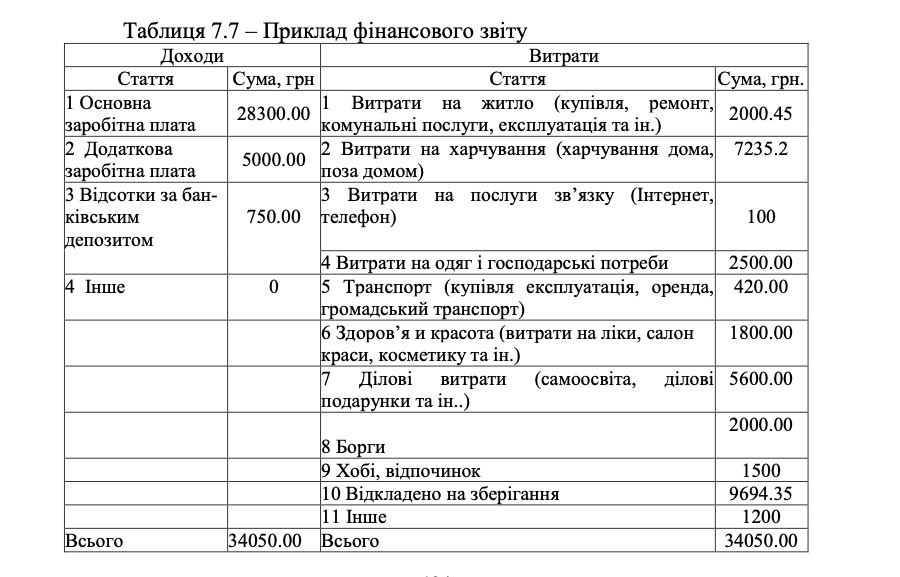 Таблиця 7.7 – Приклад фінансового звіту
Доходи Витрати
Стаття Сума, грн Стаття Сума, грн.
1 Основна
заробітна плата
28300.00
1 Витрати на житло (купівля, ремонт,
комунальні послуги, експлуатація та ін.)
2000.45
2 Додаткова
заробітна плата
5000.00
2 Витрати на харчування (харчування дома,
поза домом)
7235.2
3 Відсотки за бан-
ківським
депозитом
750.00
3 Витрати на послуги зв’язку (Інтернет,
телефон)
100
4 Витрати на одяг і господарські потреби 2500.00
4 Інше 0
5 Транспорт (купівля експлуатація, оренда,
громадський транспорт)
420.00
6 Здоров’я и красота (витрати на ліки, салон
краси, косметику та ін.)
1800.00
7 Ділові витрати (самоосвіта, ділові
подарунки та ін..)
5600.00
8 Борги
2000.00
9 Хобі, відпочинок 1500
10 Відкладено на зберігання 9694.35
11 Інше 1200
Всього 34050.00 Всього 34050.00